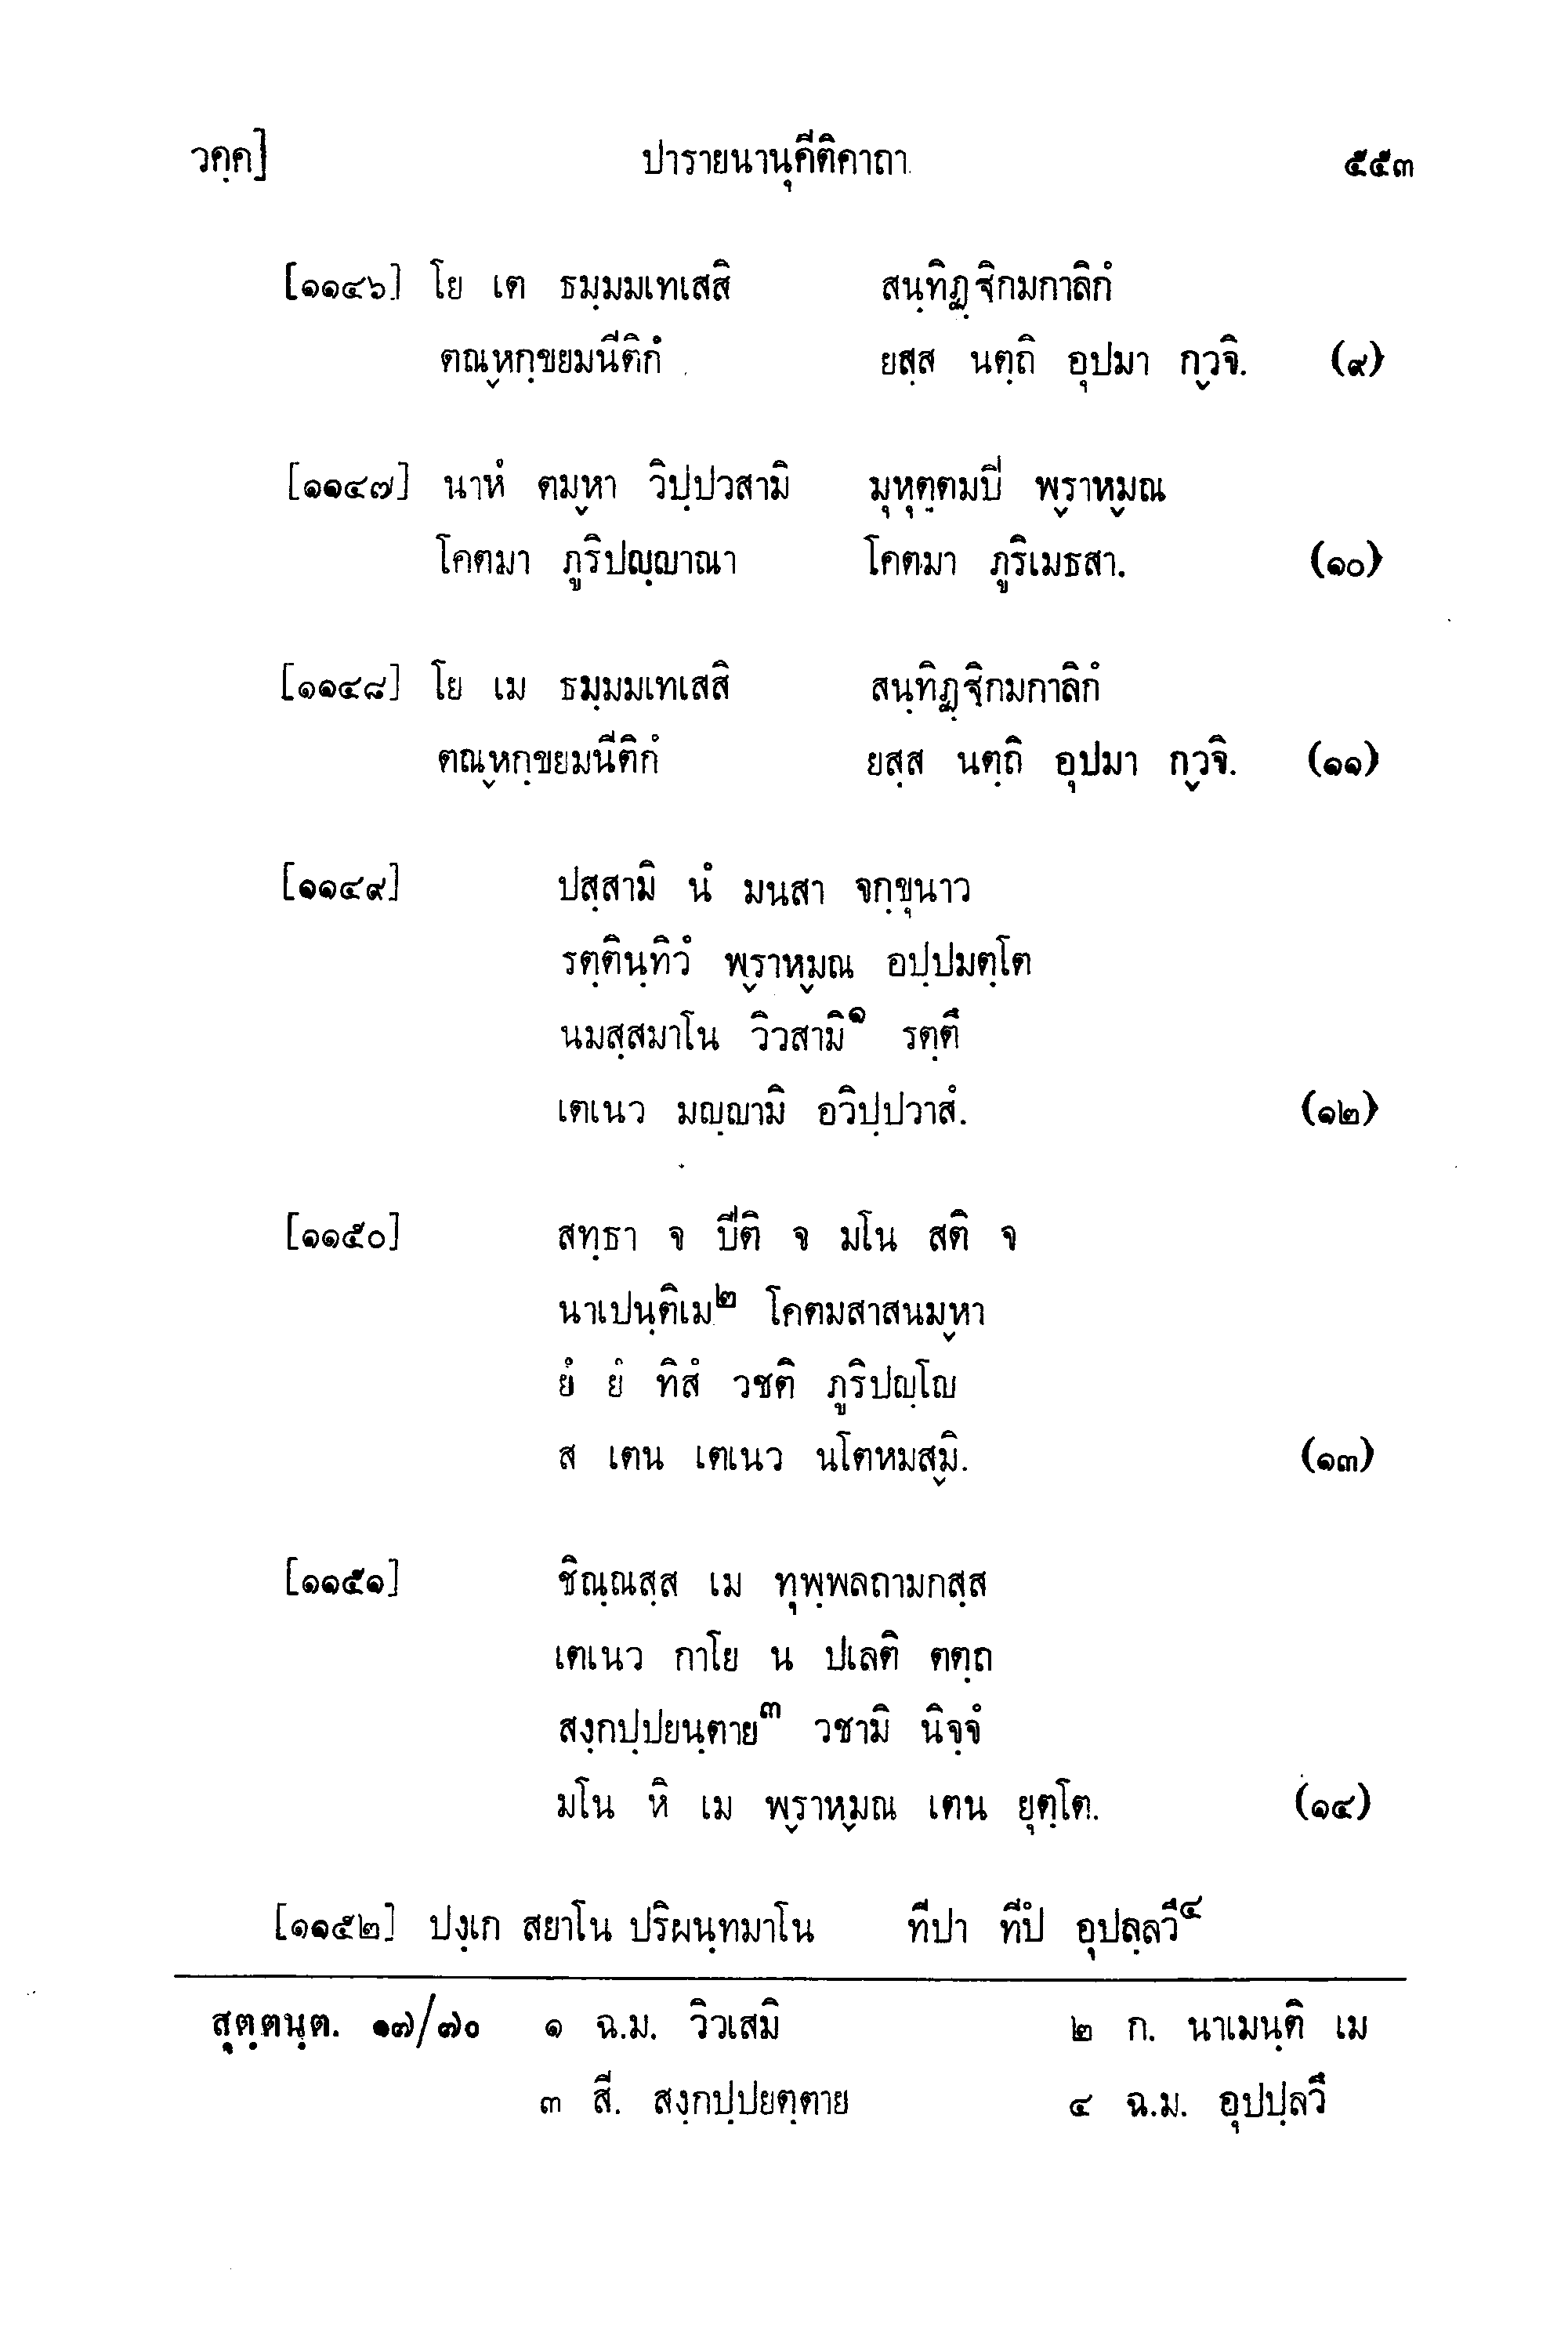 วคฺค] ปารายนานุคีติคาถา ๕๕๓
[๑๑๔๖] โย เต ธมฺมมเทเสสิ สนฺทิฏฺฐิกมกาลิกํ
ตณฺหกฺขยมนีติกํ ยสฺส นตฺถิ อุปมา กฺวจิ. (๙)
[๑๑๔๗] นาหํ ตมฺหา วิปฺปวสามิ มุหุตฺตมปิ พฺราหฺมณ
โคตมา ภูริปญฺญาณา โคตมา ภูริเมธสา. (๑๐)
[๑๑๔๘] โย เม ธมฺมมเทเสสิ สนฺทิฏฺฐิกมกาลิกํ
ตณฺหกฺขยมนีติกํ ยสฺส นตฺถิ อุปมา กฺวจิ. (๑๑)
[๑๑๔๙] ปสฺสามิ นํ มนสา จกฺขุนาว
รตฺตินฺทิวํ พฺราหฺมณ อปฺปมตฺโต
นมสฺสมาโน วิวสามิ๑ รตฺตึ
เตเนว มญฺญามิ อวิปฺปวาสํ. (๑๒)
[๑๑๕๐] สทฺธา จ ปีติ จ มโน สติ จ
นาเปนฺติเม๒ โคตมสาสนมฺหา
ยํ ยํ ทิสํ วชติ ภูริปญฺโญ
ส เตน เตเนว นโตหมสฺมิ. (๑๓)
[๑๑๕๑] ชิณฺณสฺส เม ทุพฺพลถามกสฺส
เตเนว กาโย น ปเลติ ตตฺถ
สงฺกปฺปยนฺตาย๓ วชามิ นิจฺจํ
มโน หิ เม พฺราหฺมณ เตน ยุตฺโต. (๑๔)
[๑๑๕๒] ปงฺเก สยาโน ปริผนฺทมาโน ทีปา ทีปํ อุปลฺลวึ๔
สุตฺตนฺต. ๑๗/๗๐ ๑ ฉ.ม. วิวเสมิ ๒ ก. นาเมนฺติ เม
๓ สี. สงฺกปฺปยตฺตาย ๔ ฉ.ม. อุปปฺลวึ